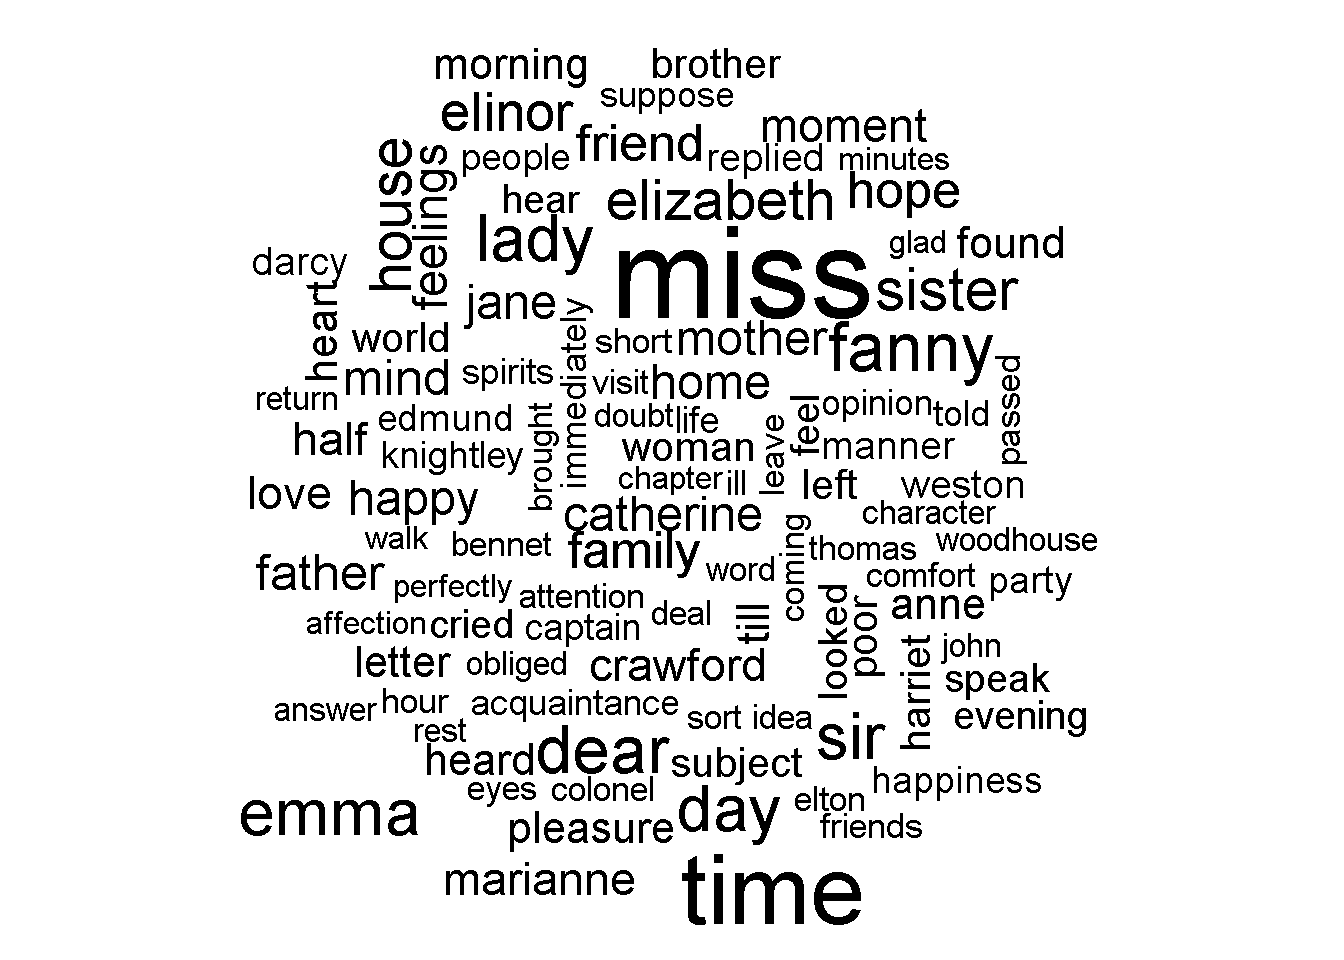 morning brother
suppose
elinor
moment
friend
people replied minutes
house
feelings
hear elizabeth hope
lady
glad found
miss
darcy
sister
jane
heart
world
immediately
short mother fanny
mind spirits visit home
passed
return
edmund
brought
doubt life
leave
feel
opinion told
half
knightley
woman
manner
chapter ill
left weston
love happy
catherine
character
walk bennet
family
coming
thomas woodhouse
father perfectly
word
comfort party
attention
deal
till
looked
poor
anne
affection cried captain
harriet
john
letter obliged crawford
speak
answer hour acquaintance
sort idea
evening
rest
sir
heard dear subject
happiness
eyes colonel
elton
emma
pleasure day
friends
marianne
time